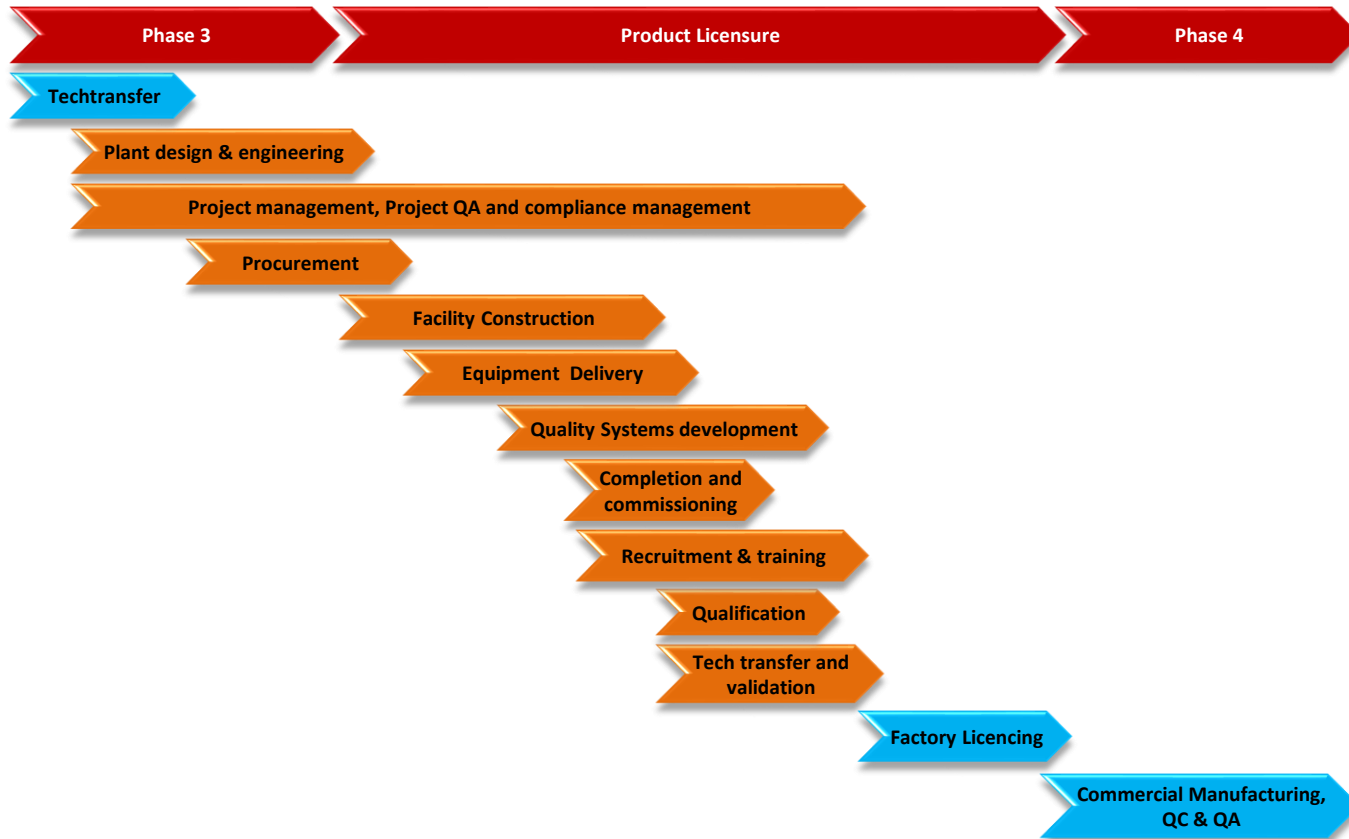 Phase 3
Product Licensure
Phase 4
Techtransfer
Plant design & engineering
Project management, Project QA and compliance management
Procurement
Facility Construction
Equipment  Delivery
Quality Systems development
Completion and
commissioning
Recruitment & training
Qualification
Tech transfer and
validation
Factory Licencing
Commercial Manufacturing,
QC & QA